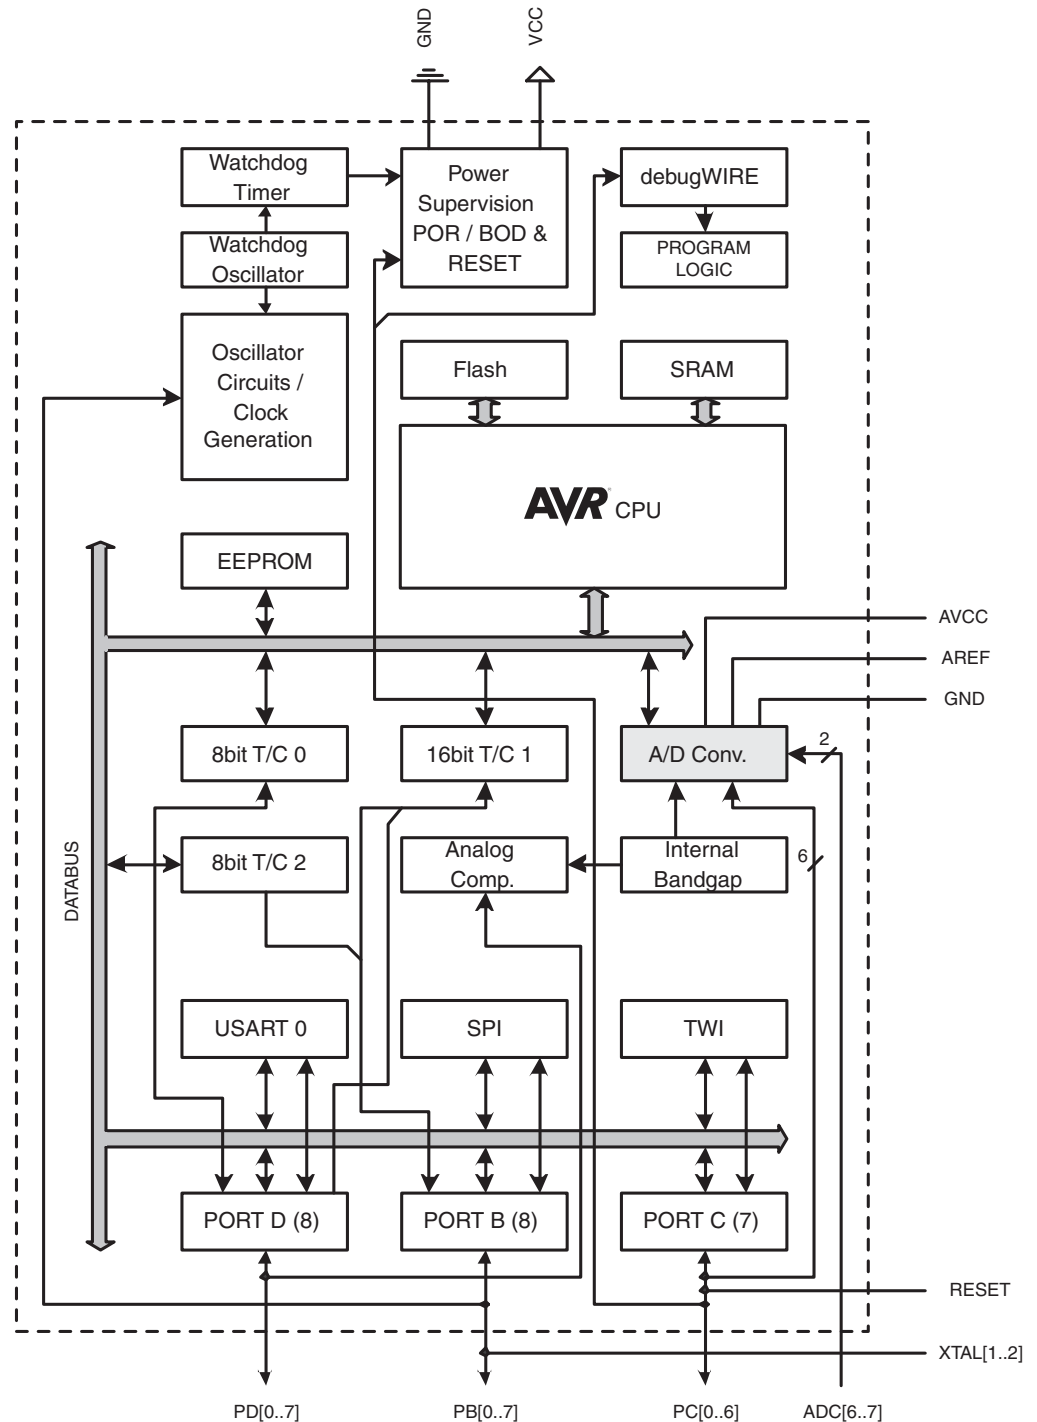 GND
VCC
Watchdog
Timer
Power
Supervision
POR / BOD &
RESET
debugWIRE
Watchdog
Oscillator
PROGRAM
LOGIC
Oscillator
Circuits /
Clock
Generation
Flash
SRAM
AVR CPU
EEPROM
AVCC
AREF
GND
8bit T/C 0
16bit T/C 1
A/D Conv.
2
8bit T/C 2
Analog
Comp.
Internal
Bandgap
6
DATABUS
USART 0
SPI
TWI
PORT D (8)
PORT B (8)
PORT C (7)
RESET
XTAL[1..2]
PD[0..7]
PB[0..7]
PC[0..6]
ADC[6..7]